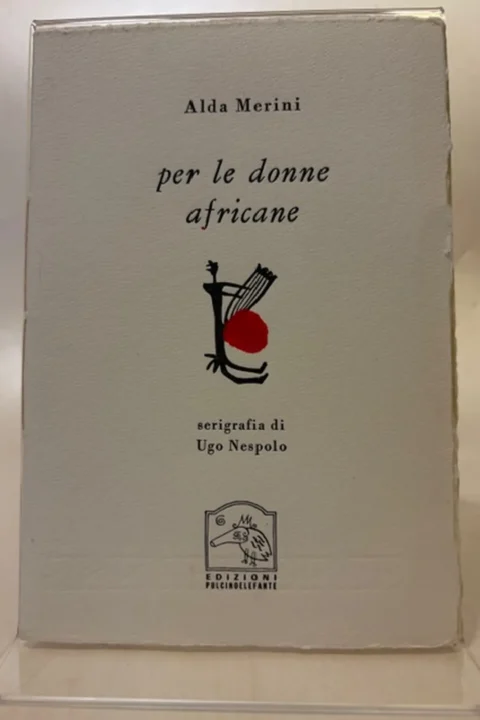 Alda Merini
per le donne
africane
serigrafia di
Ugo Nespolo
EDIZIONI
PULCINOELEFANTE